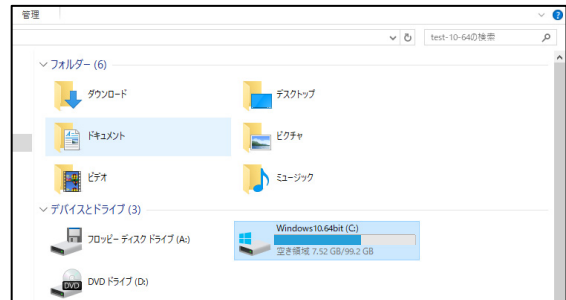 管理
test-10-64の検索
フォルダー (6)
ダウンロード
デスクトップ
ドキュメント
ピクチャ
ビデオ
ミュージック
デバイスとドライブ (3)
フロッピー ディスク ドライブ (A:)
Windows10.64bit (C:)
空き領域 7.52 GB/99.2 GB
DVD
DVD ドライブ (D:)